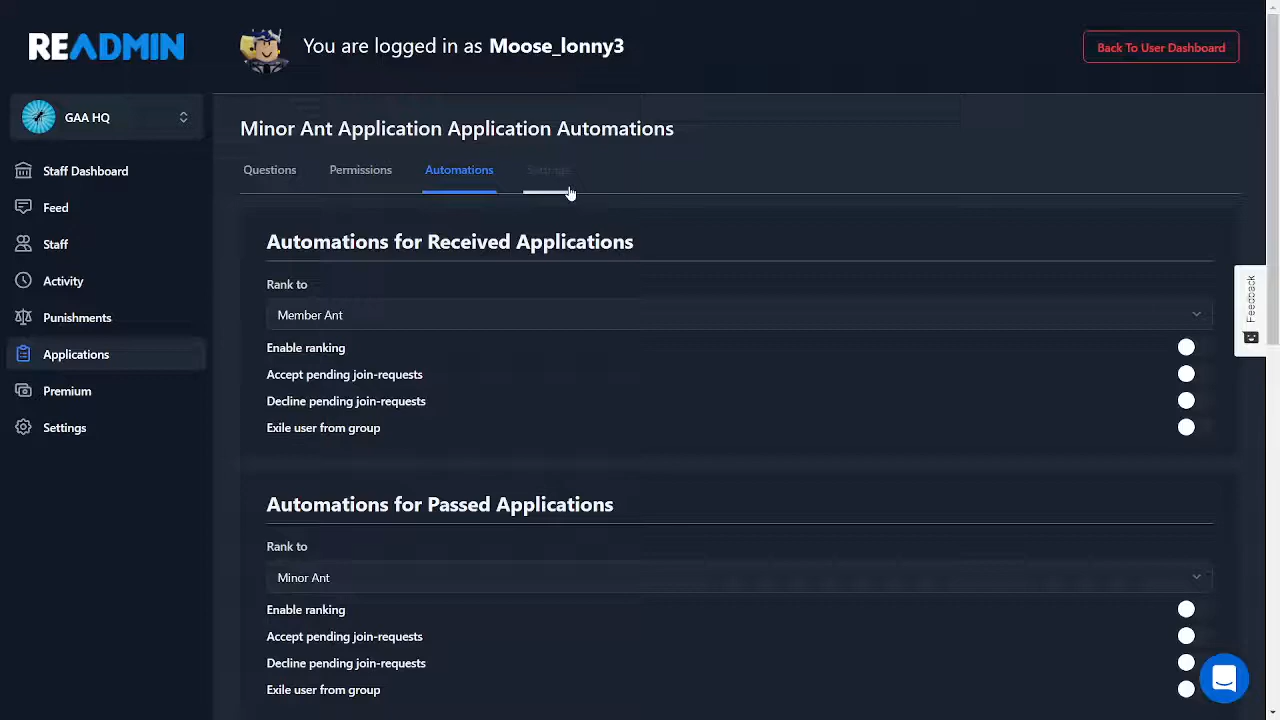 READMIN
You are logged in as Moose_lonny3
Back To User Dashboard
GAA HQ
Staff Dashboard
Feed
Staff
Activity
Punishments
Applications
Premium
Settings
Minor Ant Application Application Automations
Questions
Permissions
Automations
Settings
Automations for Received Applications
Rank to
Member Ant
Enable ranking
Accept pending join-requests
Decline pending join-requests
Exile user from group
Automations for Passed Applications
Rank to
Minor Ant
Enable ranking
Accept pending join-requests
Decline pending join-requests
Exile user from group
Feedback